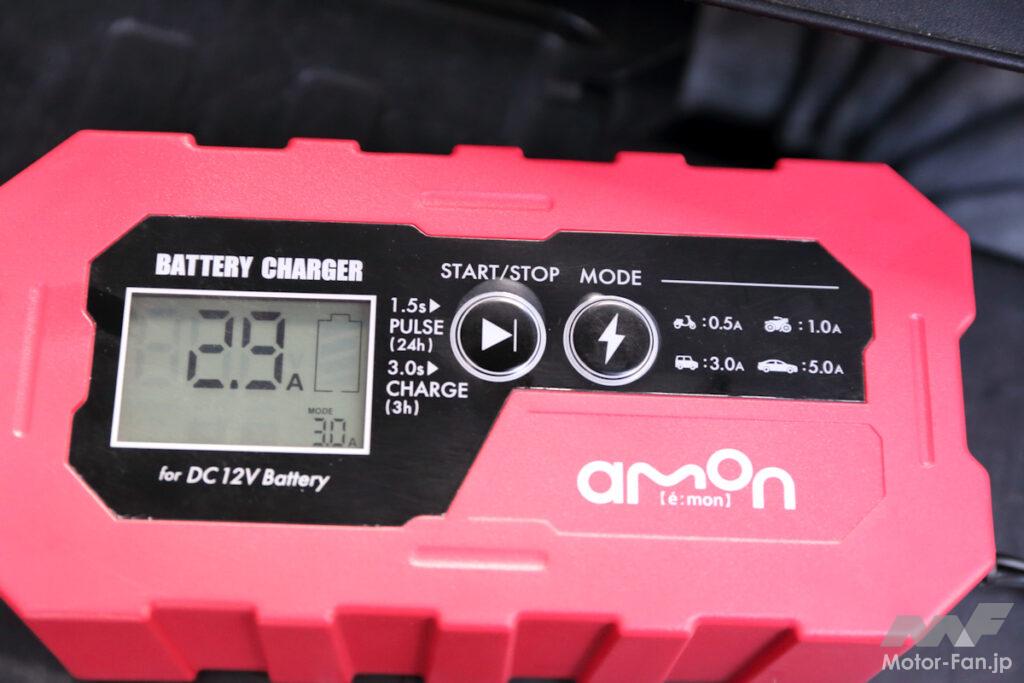 BATTERY CHARGER
2.9A
MODE
3.0A
for DC 12V Battery
START/STOP
1.5s▶
PULSE
(24h)
3.0s▶
CHARGE
(3h)
MODE
:0.5A
:1.0A
:3.0A
:5.0A
amon
[é:mon]
Motor-Fan.jp